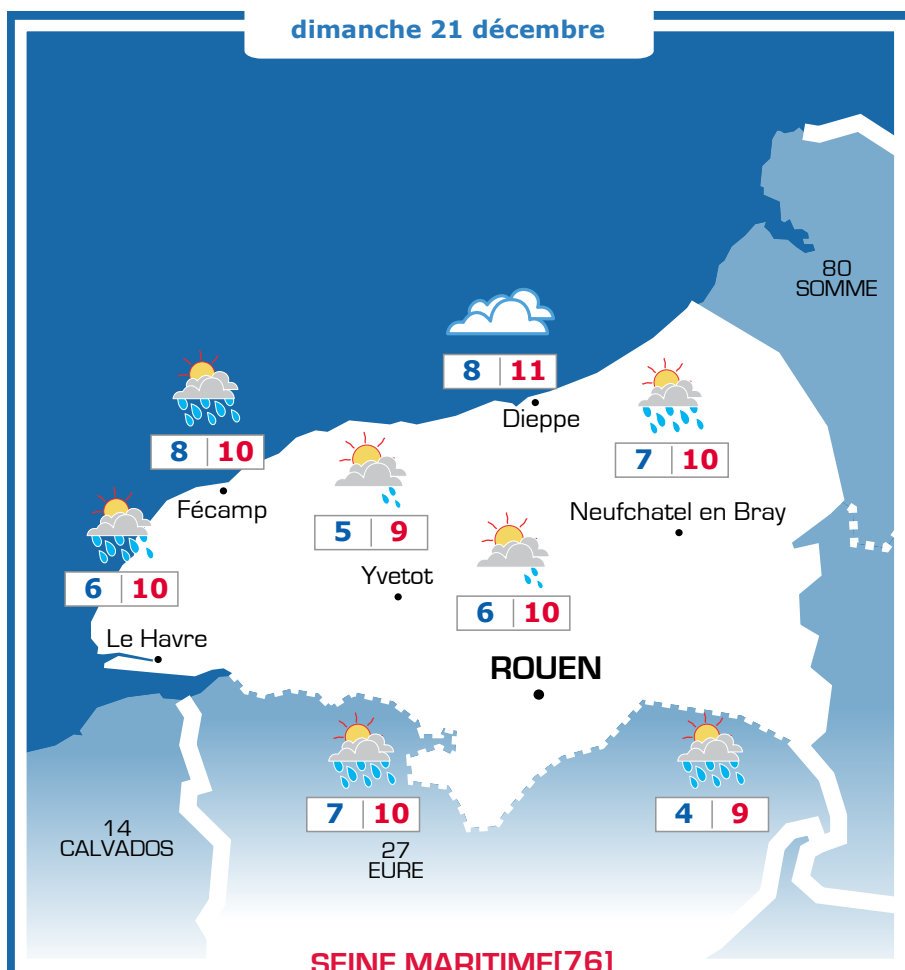 dimanche 21 décembre
80
SOMME
8 11
Dieppe
8 10
Fécamp
7 10
Neufchatel en Bray
5 9
Yvetot
6 10
Le Havre
6 10
ROUEN
7 10
4 9
14
CALVADOS
27
EURE
SEINE MARITIME[76]